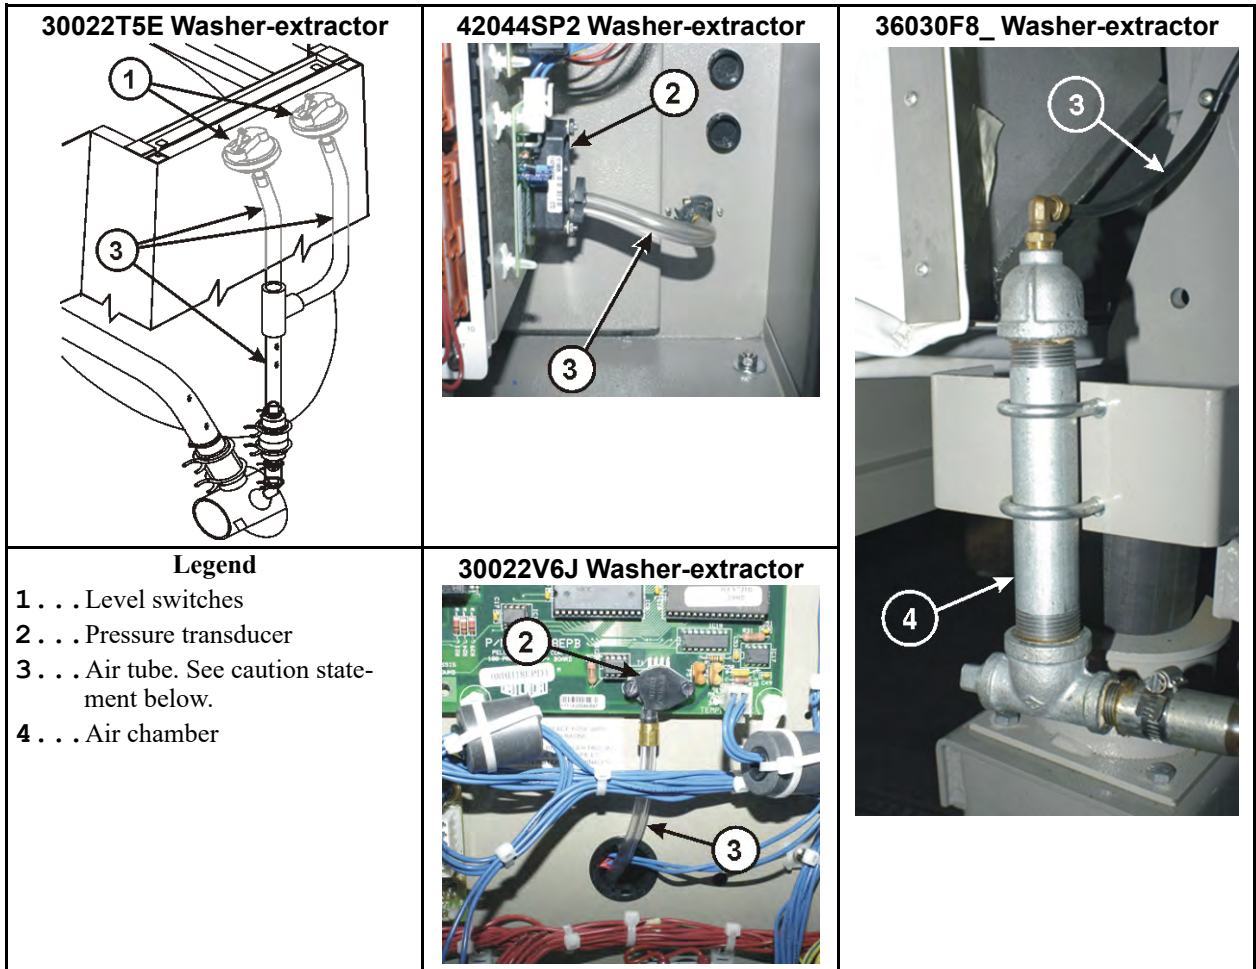 30022T5E Washer-extractor
1
3
42044SP2 Washer-extractor
2
3
36030F8_ Washer-extractor
3
4
Legend
1...Level switches
2...Pressure transducer
3...Air tube. See caution state-
ment below.
4...Air chamber
30022V6J Washer-extractor
2
3